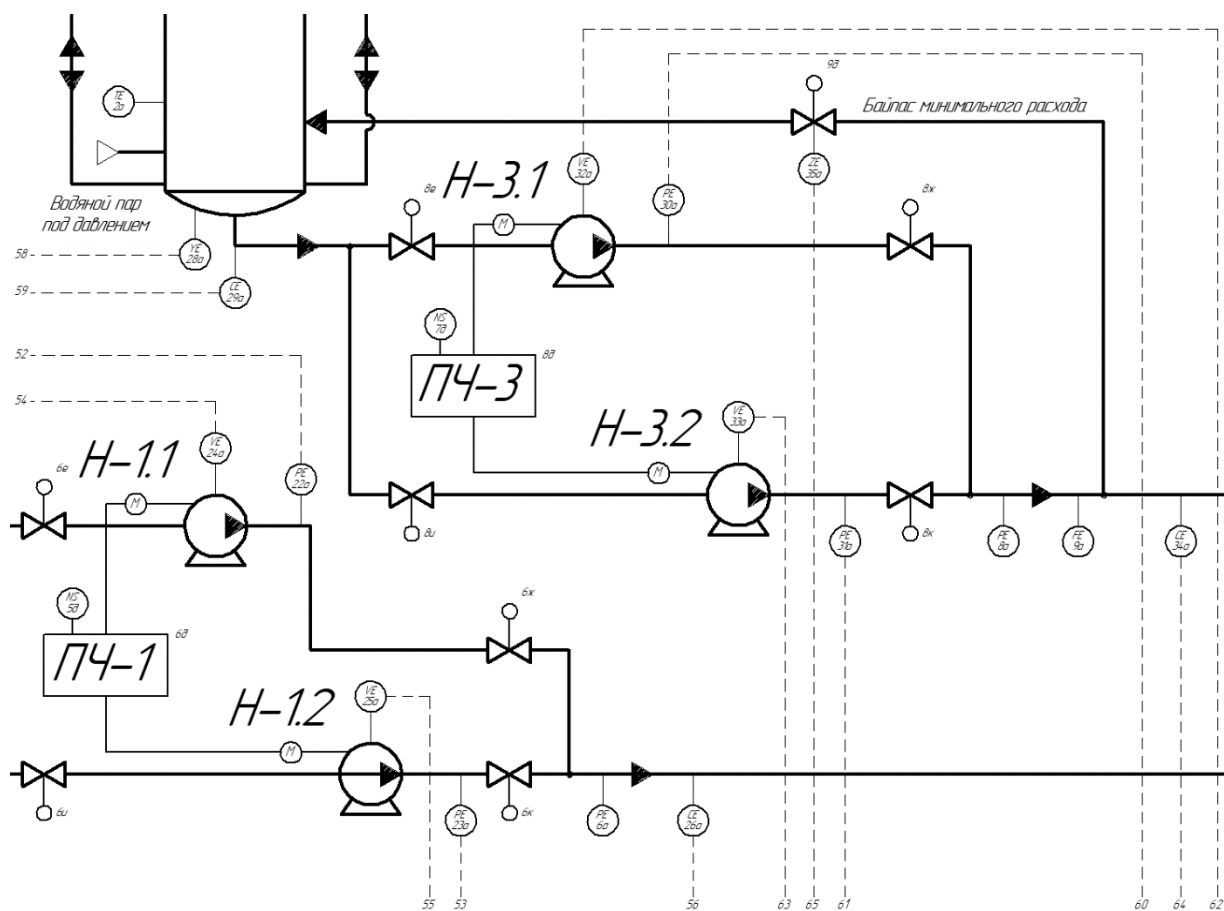 9д
Байпас минимального расхода
TE
2а
VE
32а
ZE
35а
Н-3.1
8е
PE
30а
8ж
Водяной пар
под давлением
М
58
YE
28а
59
CE
29а
NS
7д
8д
52
ПЧ-3
54
VE
33а
Н-3.2
VE
24а
Н-1.1
PE
22а
6е
М
М
8и
PE
31а
8к
PE
8а
FE
9а
CE
34а
NS
5д
6ж
6д
ПЧ-1
VE
25а
Н-1.2
М
6и
PE
23а
6к
PE
6а
CE
26а
55
53
56
63
65
61
60
64
62